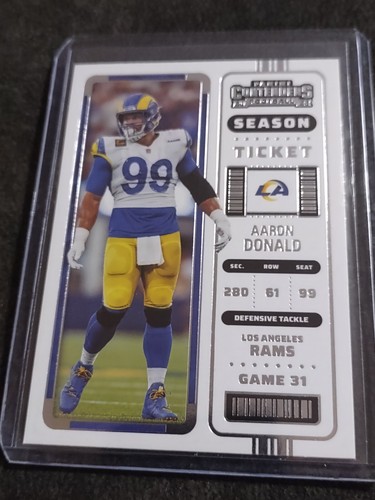 PANINI
CONTENDERS
FOOTBALL
SEASON
TICKET
LA
AARON
DONALD
SEC. ROW SEAT
280 61 99
DEFENSIVE TACKLE
LOS ANGELES
RAMS
GAME 31
99